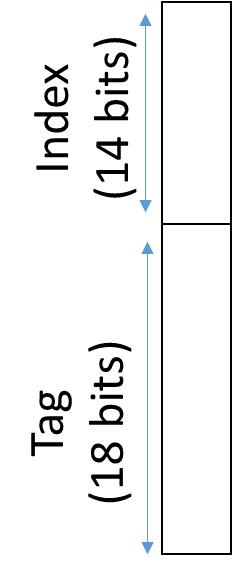 Tag
(18 bits)
Index
(14 bits)